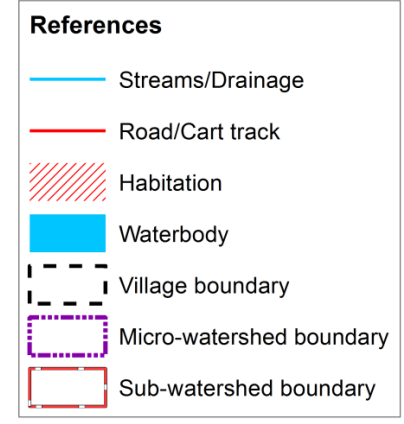 References
Streams/Drainage
Road/Cart track
Habitation
Waterbody
Village boundary
Micro-watershed boundary
Sub-watershed boundary